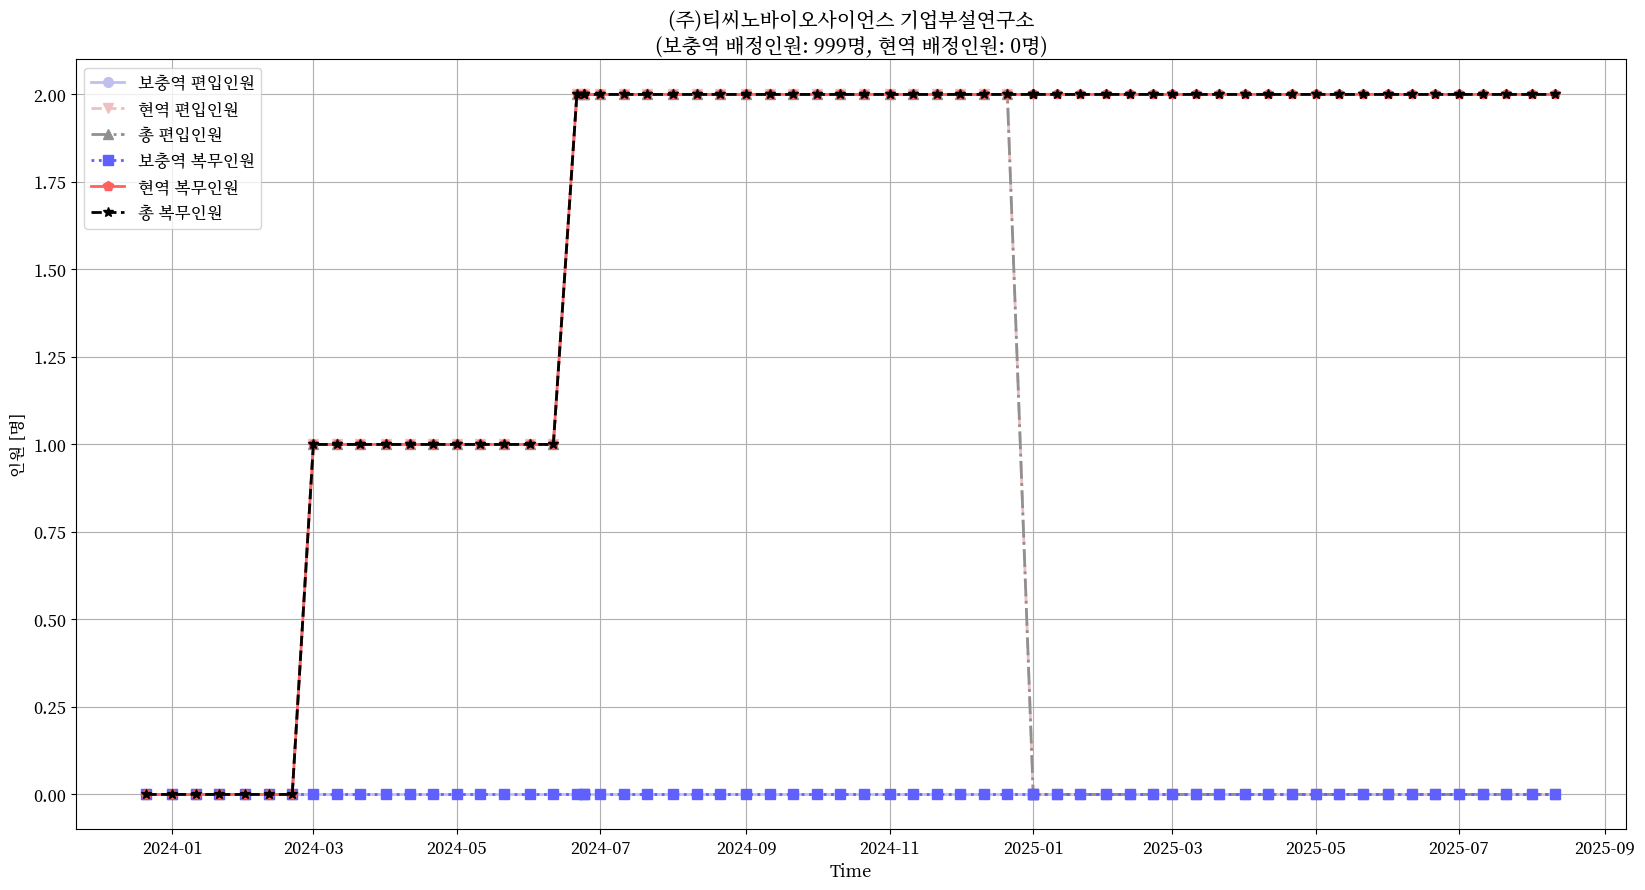 (주)티씨노바이오사이언스 기업부설연구소
(보충역 배정인원: 999명, 현역 배정인원: 0명)
보충역 편입인원
현역 편입인원
총 편입인원
보충역 복무인원
현역 복무인원
총 복무인원
2.00
1.75
1.50
1.25
1.00
0.75
0.50
0.25
0.00
인원 [명]
2024-01 2024-03 2024-05 2024-07 2024-09 2024-11 2025-01 2025-03 2025-05 2025-07 2025-09
Time